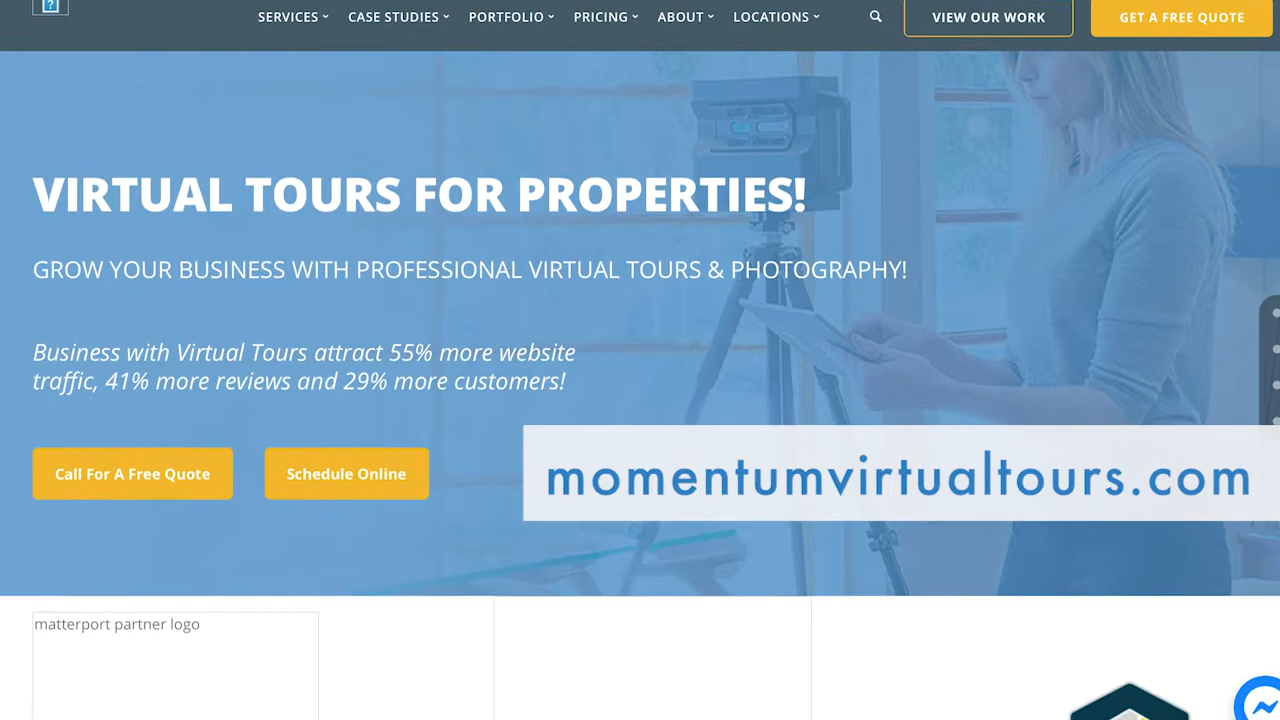 SERVICES CASE STUDIES PORTFOLIO PRICING ABOUT LOCATIONS VIEW OUR WORK GET A FREE QUOTE
VIRTUAL TOURS FOR PROPERTIES!
GROW YOUR BUSINESS WITH PROFESSIONAL VIRTUAL TOURS & PHOTOGRAPHY!
Business with Virtual Tours attract 55% more website
traffic, 41% more reviews and 29% more customers!
Call For A Free Quote Schedule Online
momentumvirtualtours.com
matterport partner logo